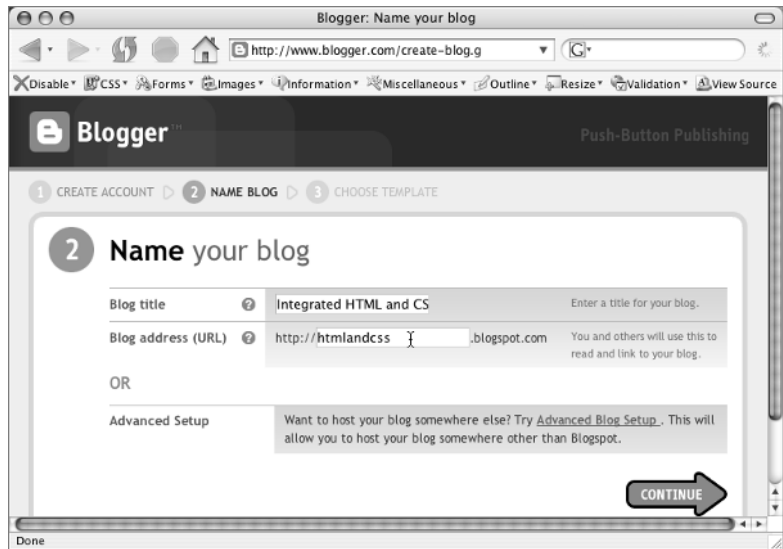 Blogger: Name your blog
http://www.blogger.com/create-blog.g
G
Disable CSS Forms Images Information Miscellaneous Outline Resize Validation View Source
Blogger™ Push-Button Publishing
1 CREATE ACCOUNT 2 NAME BLOG 3 CHOOSE TEMPLATE
2 Name your blog
Blog title ? Integrated HTML and CS Enter a title for your blog.
Blog address (URL) ? http:// htmlandcss .blogspot.com You and others will use this to
read and link to your blog.
OR
Advanced Setup Want to host your blog somewhere else? Try Advanced Blog Setup . This will
allow you to host your blog somewhere other than Blogspot.
CONTINUE
Done